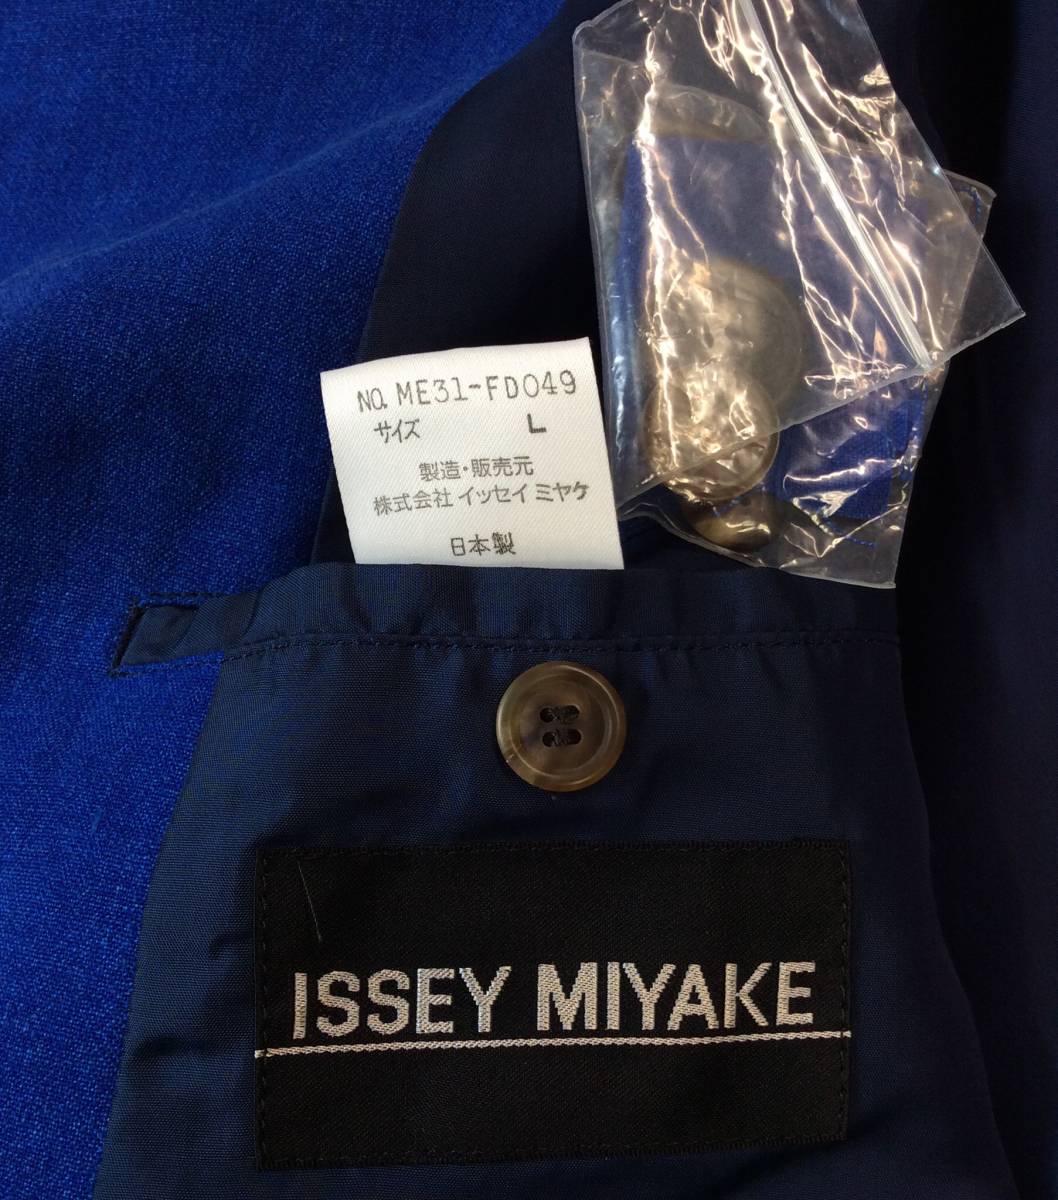 NO. ME31-FD049
サイズ L
製造・販売元
株式会社 イッセイ ミヤケ
日本製
ISSEY MIYAKE